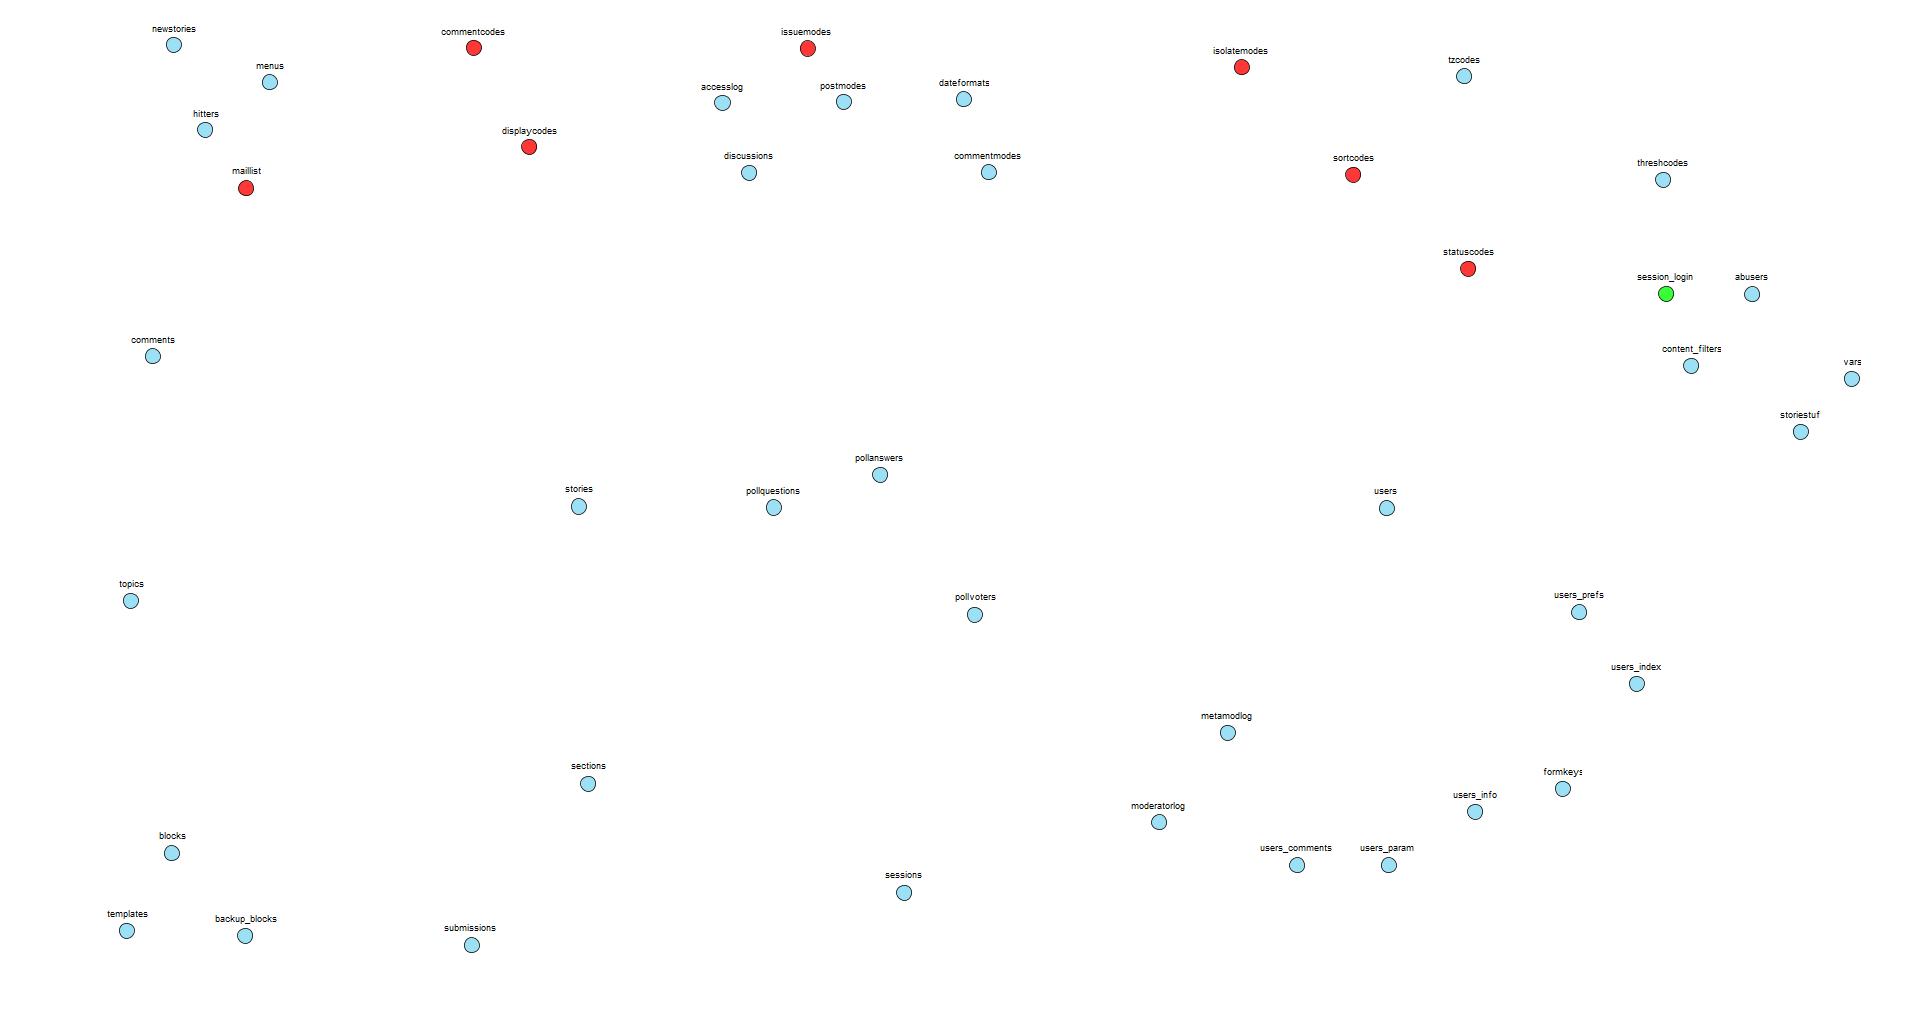 newstories
commentcodes
issuemodes
isolatemodes
tzcodes
menus
accesslog
postmodes
dateformats
hitters
displaycodes
discussions
commentmodes
sortcodes
threshcodes
maillist
statuscodes
session_login
abusers
comments
content_filters
vars
storiestuf
pollanswers
stories
pollquestions
users
topics
pollvoters
users_prefs
users_index
metamodlog
sections
formkeys
users_info
moderatorlog
blocks
users_comments
users_param
sessions
templates
backup_blocks
submissions